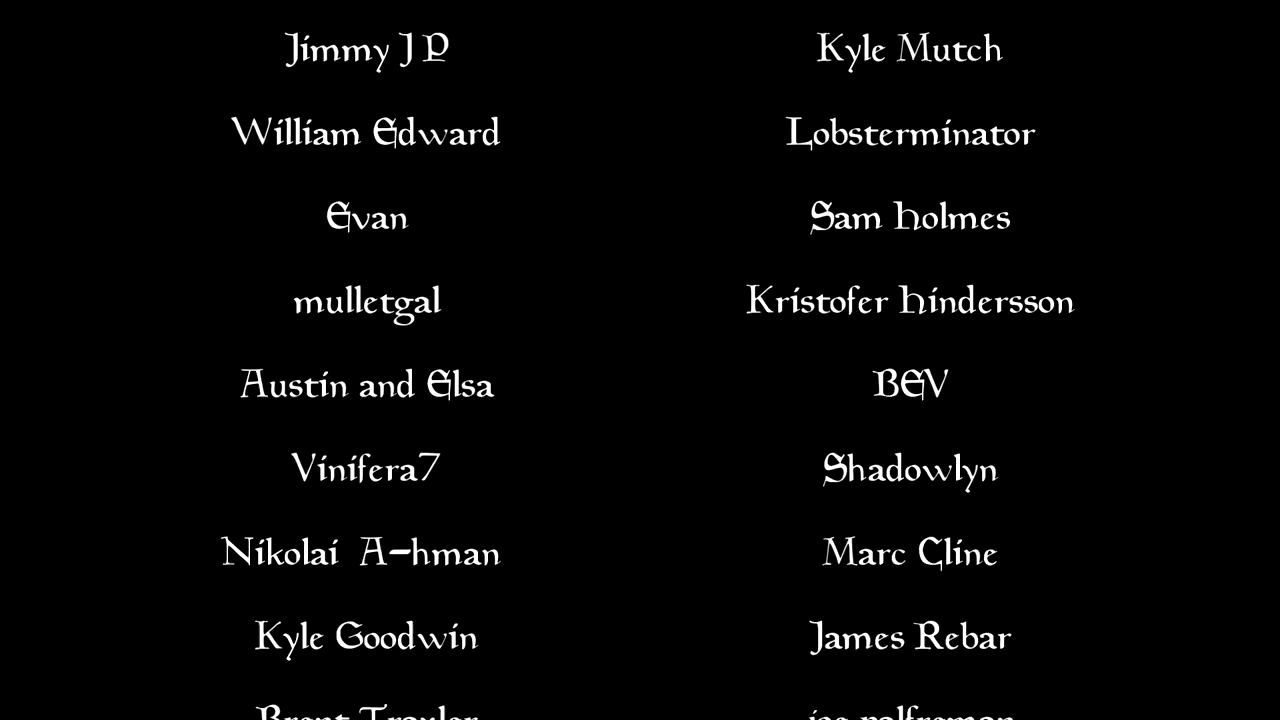 Jimmy J P
Kyle Mutch
William Edward
Lobsterminator
Evan
Sam Holmes
mulletgal
Kristofer Hindersson
Austin and Elsa
BEV
Vinifera7
Shadowlyn
Nikolai A-hman
Marc Cline
Kyle Goodwin
James Rebar